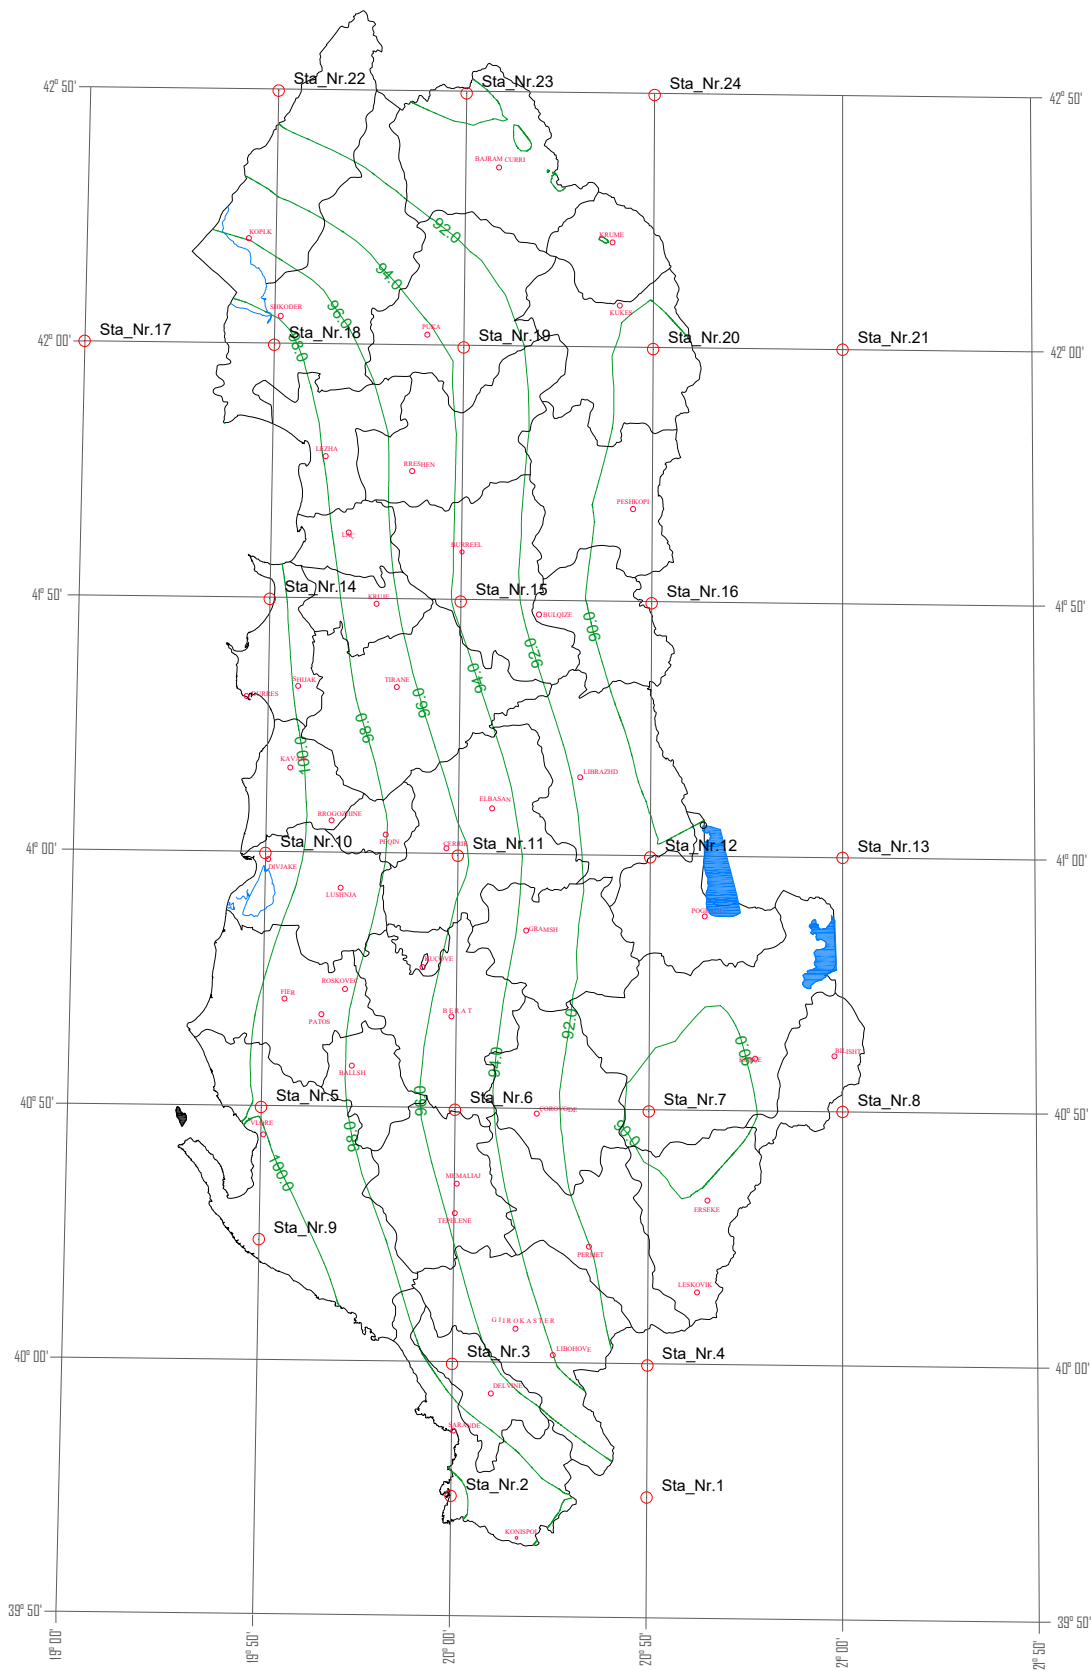 Sta_Nr.22
Sta_Nr.23
Sta_Nr.24
42° 50'
42° 50'
BAJRAM CURRI
92.0
KOPLK
KRUME
94.0
96.0
SHKODER
KUKES
PUKA
Sta_Nr.17
Sta_Nr.18
Sta_Nr.19
Sta_Nr.20
Sta_Nr.21
42° 00'
42° 00'
98.0
LEZHA
RRESHEN
PESHKOPI
LAÇ
BURREEL
Sta_Nr.14
Sta_Nr.15
Sta_Nr.16
41° 50'
41° 50'
KRUJE
BULQIZE
90.0
92.0
94.0
SHIJAK
TIRANE
DURRES
96.0
98.0
100.0
KAVAJE
LIBRAZHD
ELBASAN
RROGOZHINE
PEQIN
CERRIK
Sta_Nr.10
Sta_Nr.11
Sta_Nr.12
Sta_Nr.13
41° 00'
41° 00'
DIVJAKE
LUSHNJA
GRAMSH
KUÇOVE
ROSKOVEC
FIER
PATOS
BERAT
92.0
90.0
BILISHT
BALLSH
94.0
96.0
Sta_Nr.5
Sta_Nr.6
Sta_Nr.7
Sta_Nr.8
40° 50'
40° 50'
VLORE
COROVODE
98.0
90.0
100.0
MEMALIAJ
TEPELENE
ERSEKE
Sta_Nr.9
PERMET
LESKOVIK
GJIROKASTER
LIBOHOVE
Sta_Nr.3
Sta_Nr.4
40° 00'
40° 00'
DELVINE
SARANDE
Sta_Nr.2
Sta_Nr.1
KONISPOL
39° 50'
39° 50'
19° 00'
19° 50'
20° 00'
20° 50'
21° 00'
21° 50'